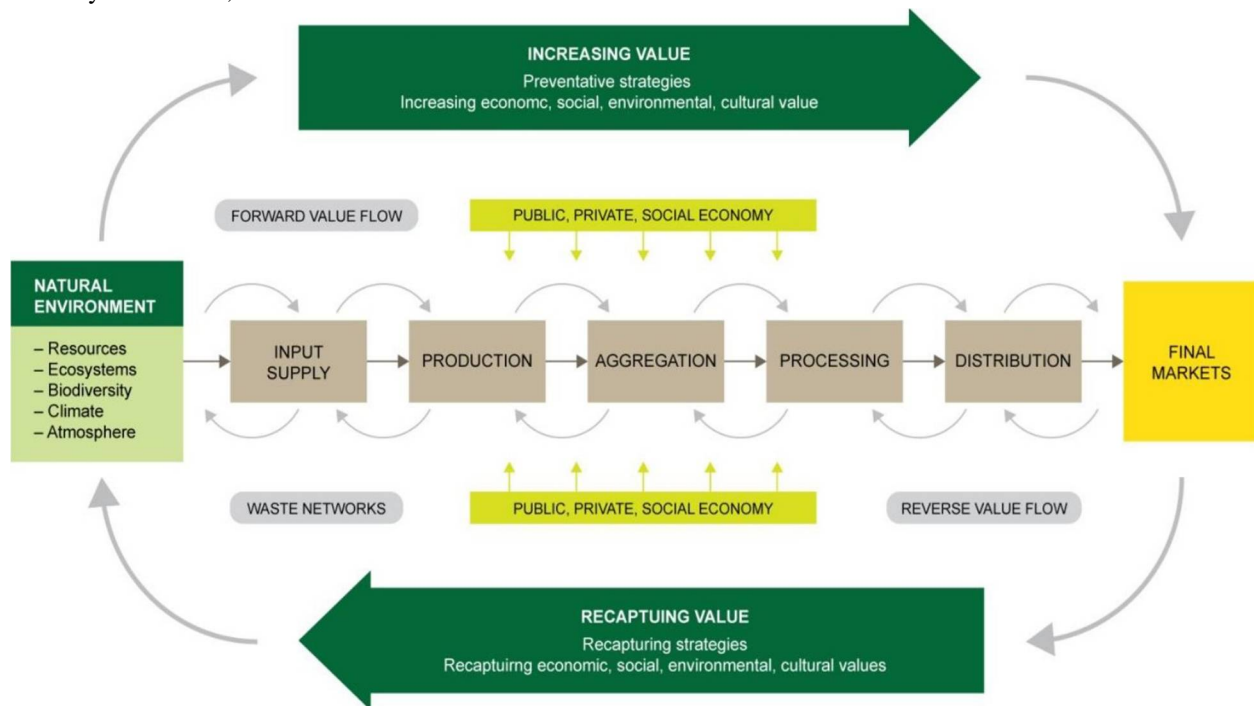 INCREASING VALUE
Preventative strategies
Increasing economc, social, environmental, cultural value
FORWARD VALUE FLOW
PUBLIC, PRIVATE, SOCIAL ECONOMY
NATURAL
ENVIRONMENT
– Resources
– Ecosystems
– Biodiversity
– Climate
– Atmosphere
INPUT
SUPPLY
PRODUCTION
AGGREGATION
PROCESSING
DISTRIBUTION
FINAL
MARKETS
WASTE NETWORKS
PUBLIC, PRIVATE, SOCIAL ECONOMY
REVERSE VALUE FLOW
RECAPTUING VALUE
Recapturing strategies
Recaptuirng economic, social, environmental, cultural values